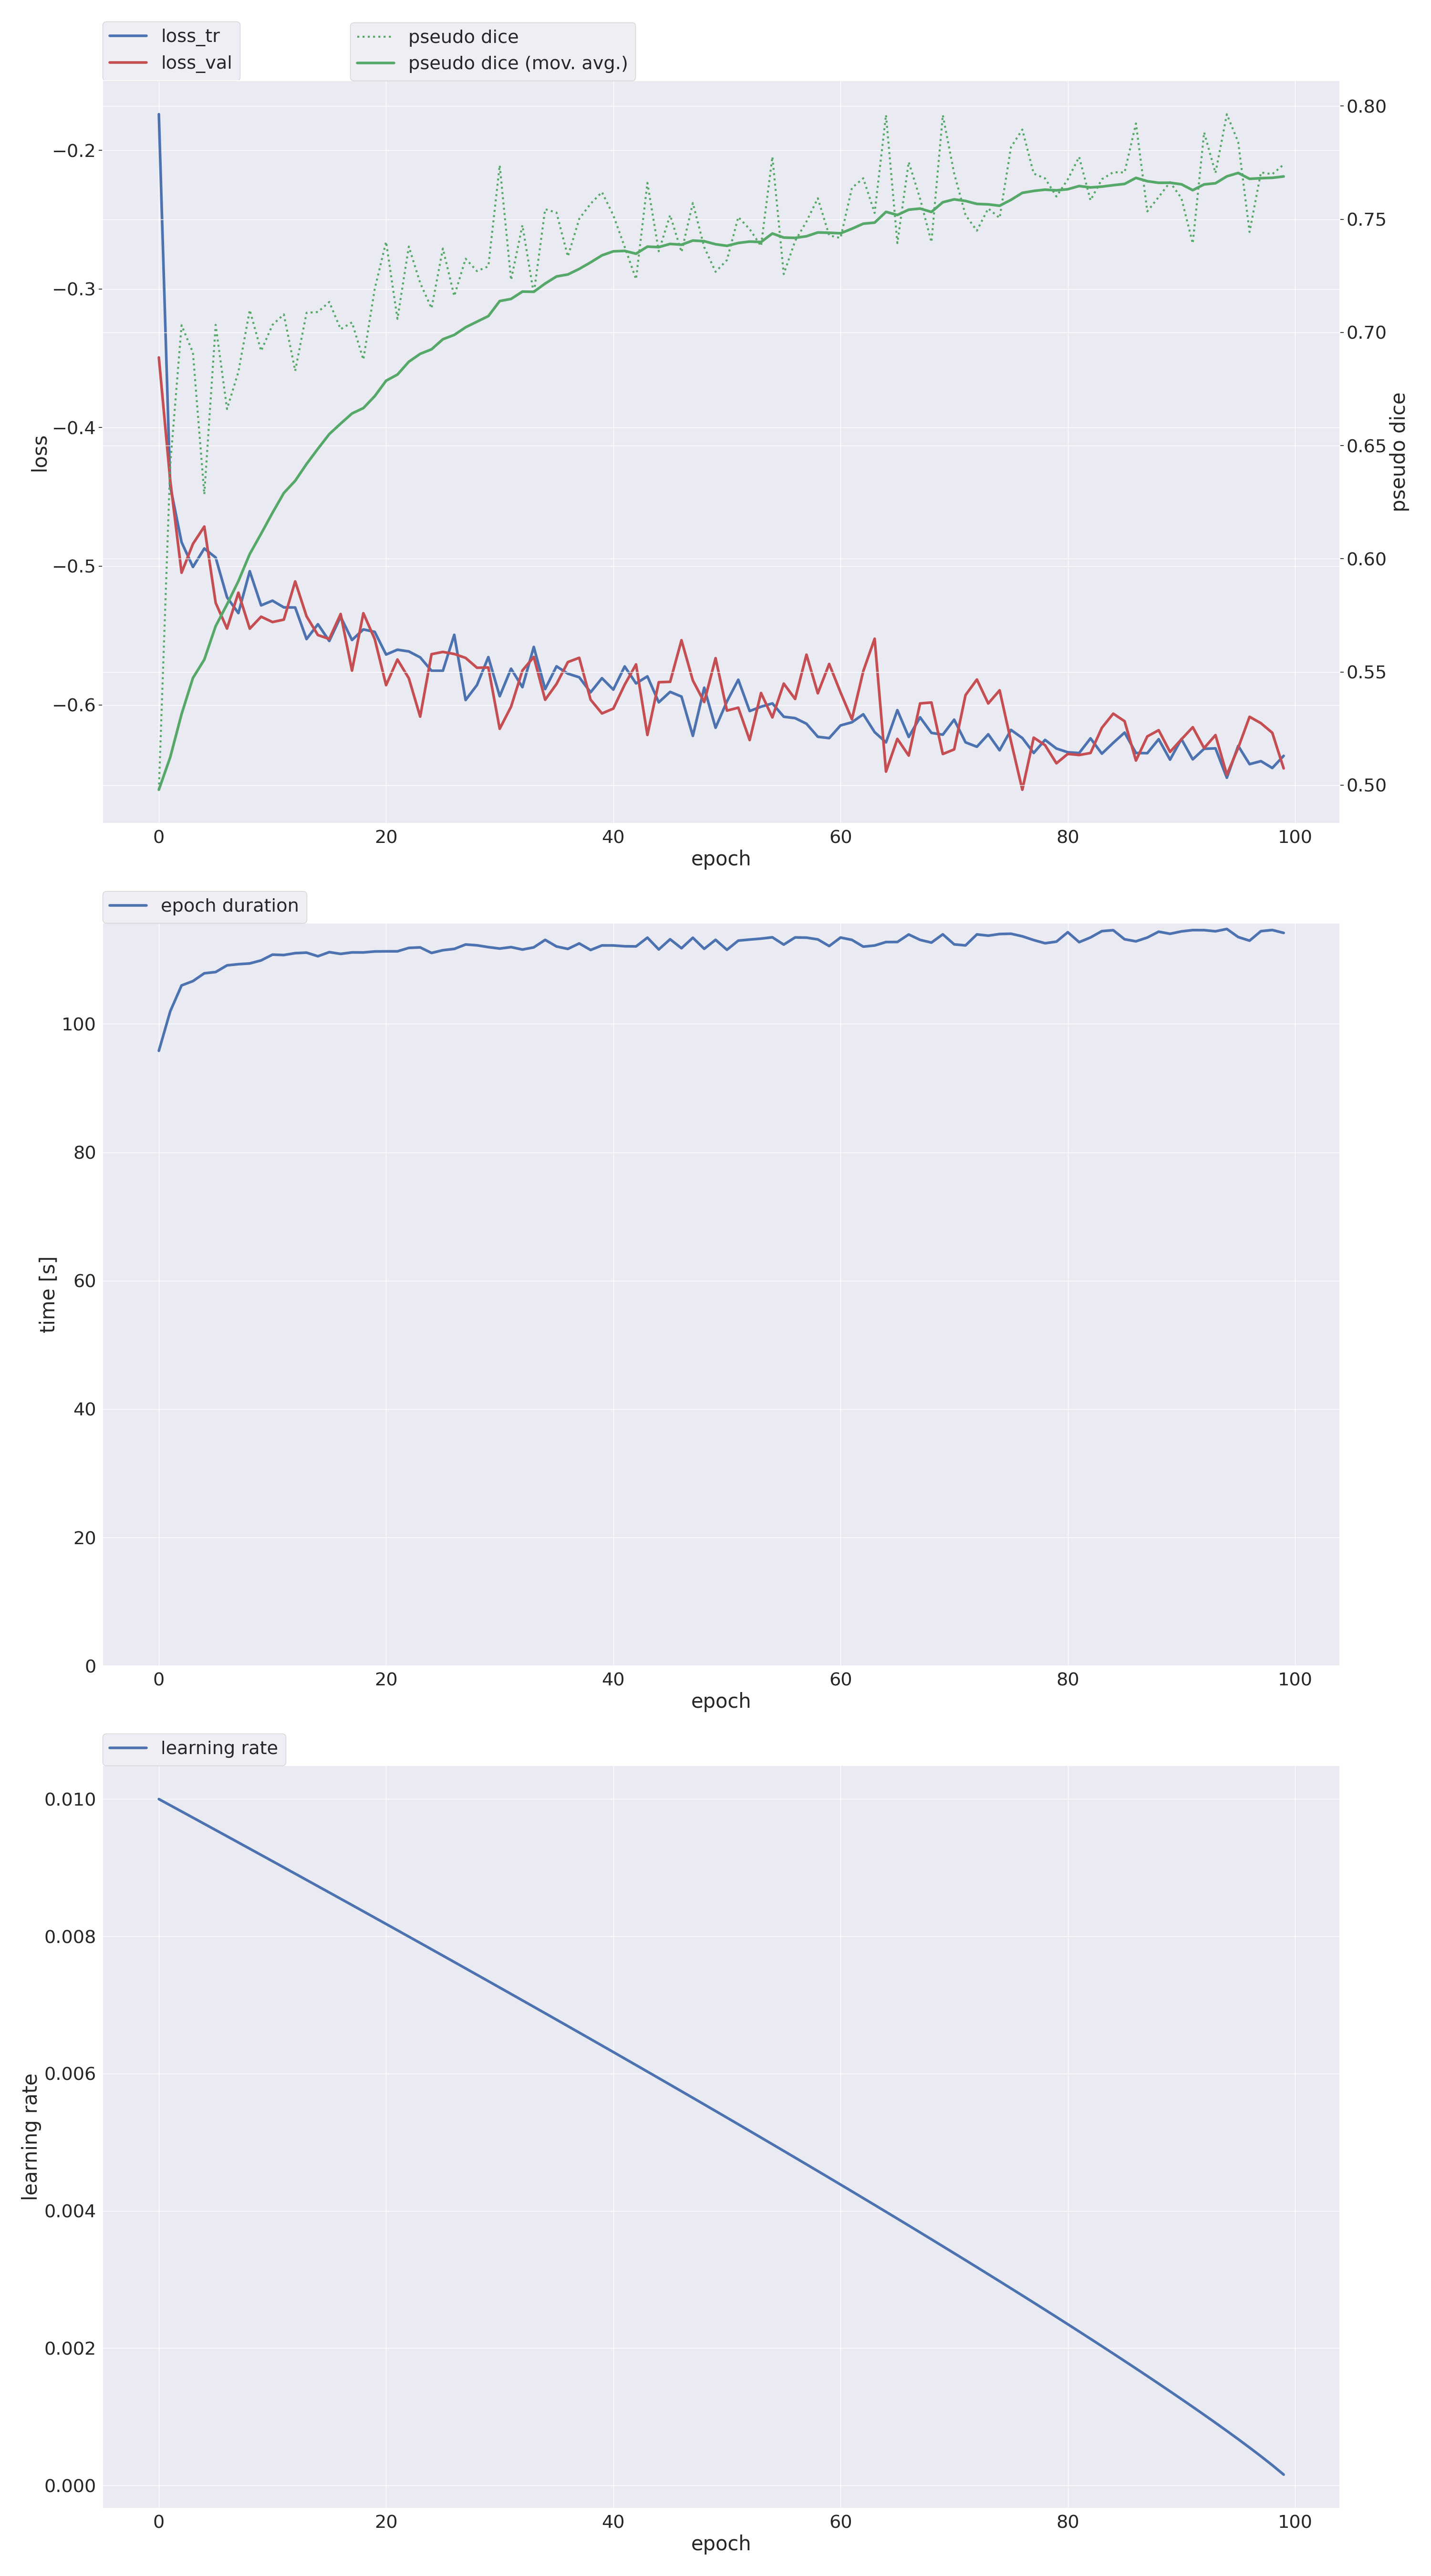 loss_tr
loss_val
pseudo dice
pseudo dice (mov. avg.)
−0.2
−0.3
−0.4
−0.5
−0.6
loss
0.80
0.75
0.70
0.65
0.60
0.55
0.50
pseudo dice
0 20 40 60 80 100
epoch
epoch duration
100
80
60
40
20
0
time [s]
0 20 40 60 80 100
epoch
learning rate
0.010
0.008
0.006
0.004
0.002
0.000
learning rate
0 20 40 60 80 100
epoch